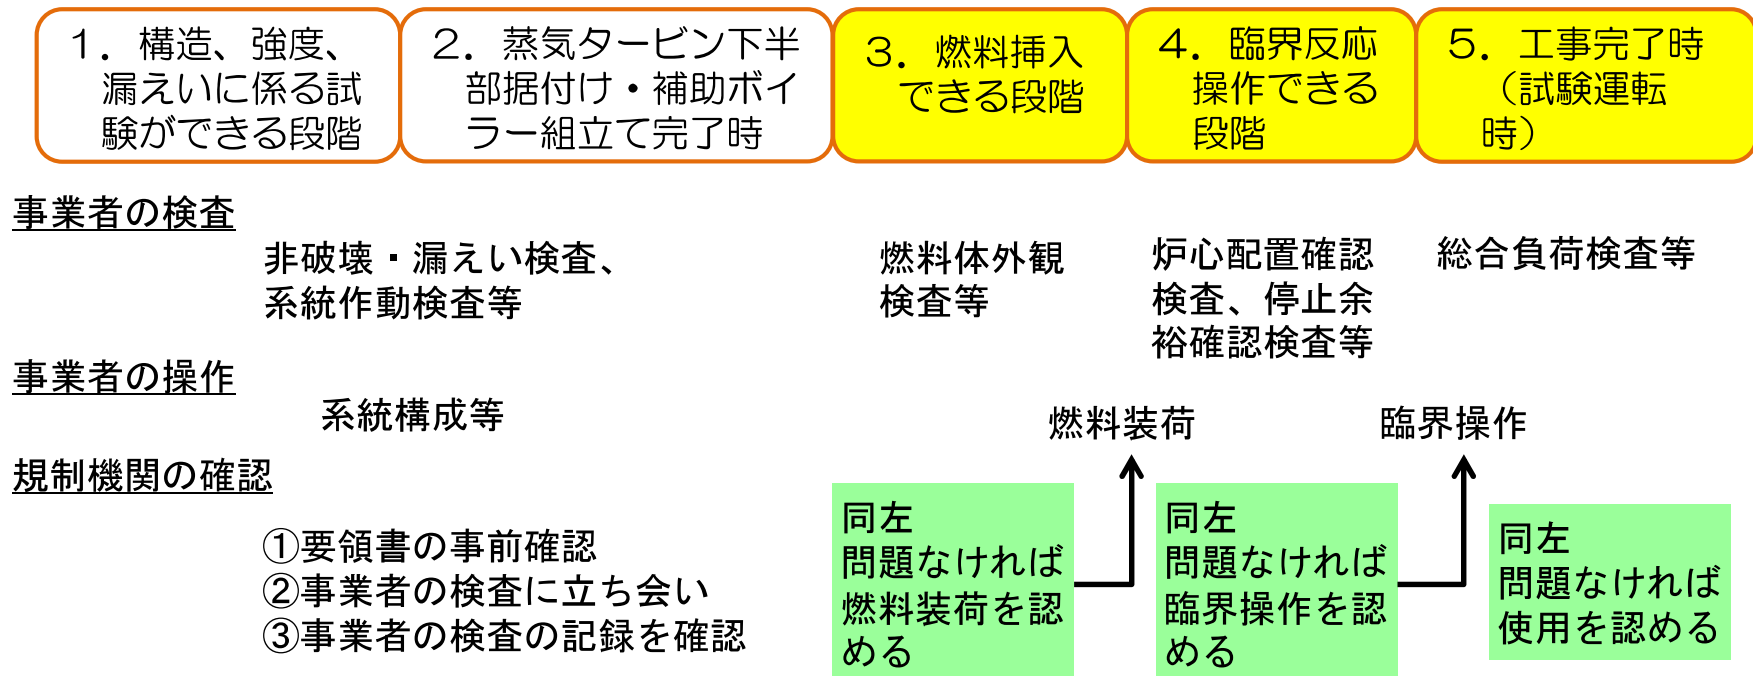 １．構造、強度、
漏えいに係る試
験ができる段階
２．蒸気タービン下半
部据付け・補助ボイ
ラー組立て完了時
３．燃料挿入
できる段階
４．臨界反応
操作できる
段階
５．工事完了時
（試験運転
時）
事業者の検査
非破壊・漏えい検査、
系統作動検査等
燃料体外観
検査等
炉心配置確認
検査、停止余
裕確認検査等
総合負荷検査等
事業者の操作
系統構成等
燃料装荷
臨界操作
規制機関の確認
①要領書の事前確認
②事業者の検査に立ち会い
③事業者の検査の記録を確認
同左
問題なければ
燃料装荷を認
める
同左
問題なければ
臨界操作を認
める
同左
問題なければ
使用を認める